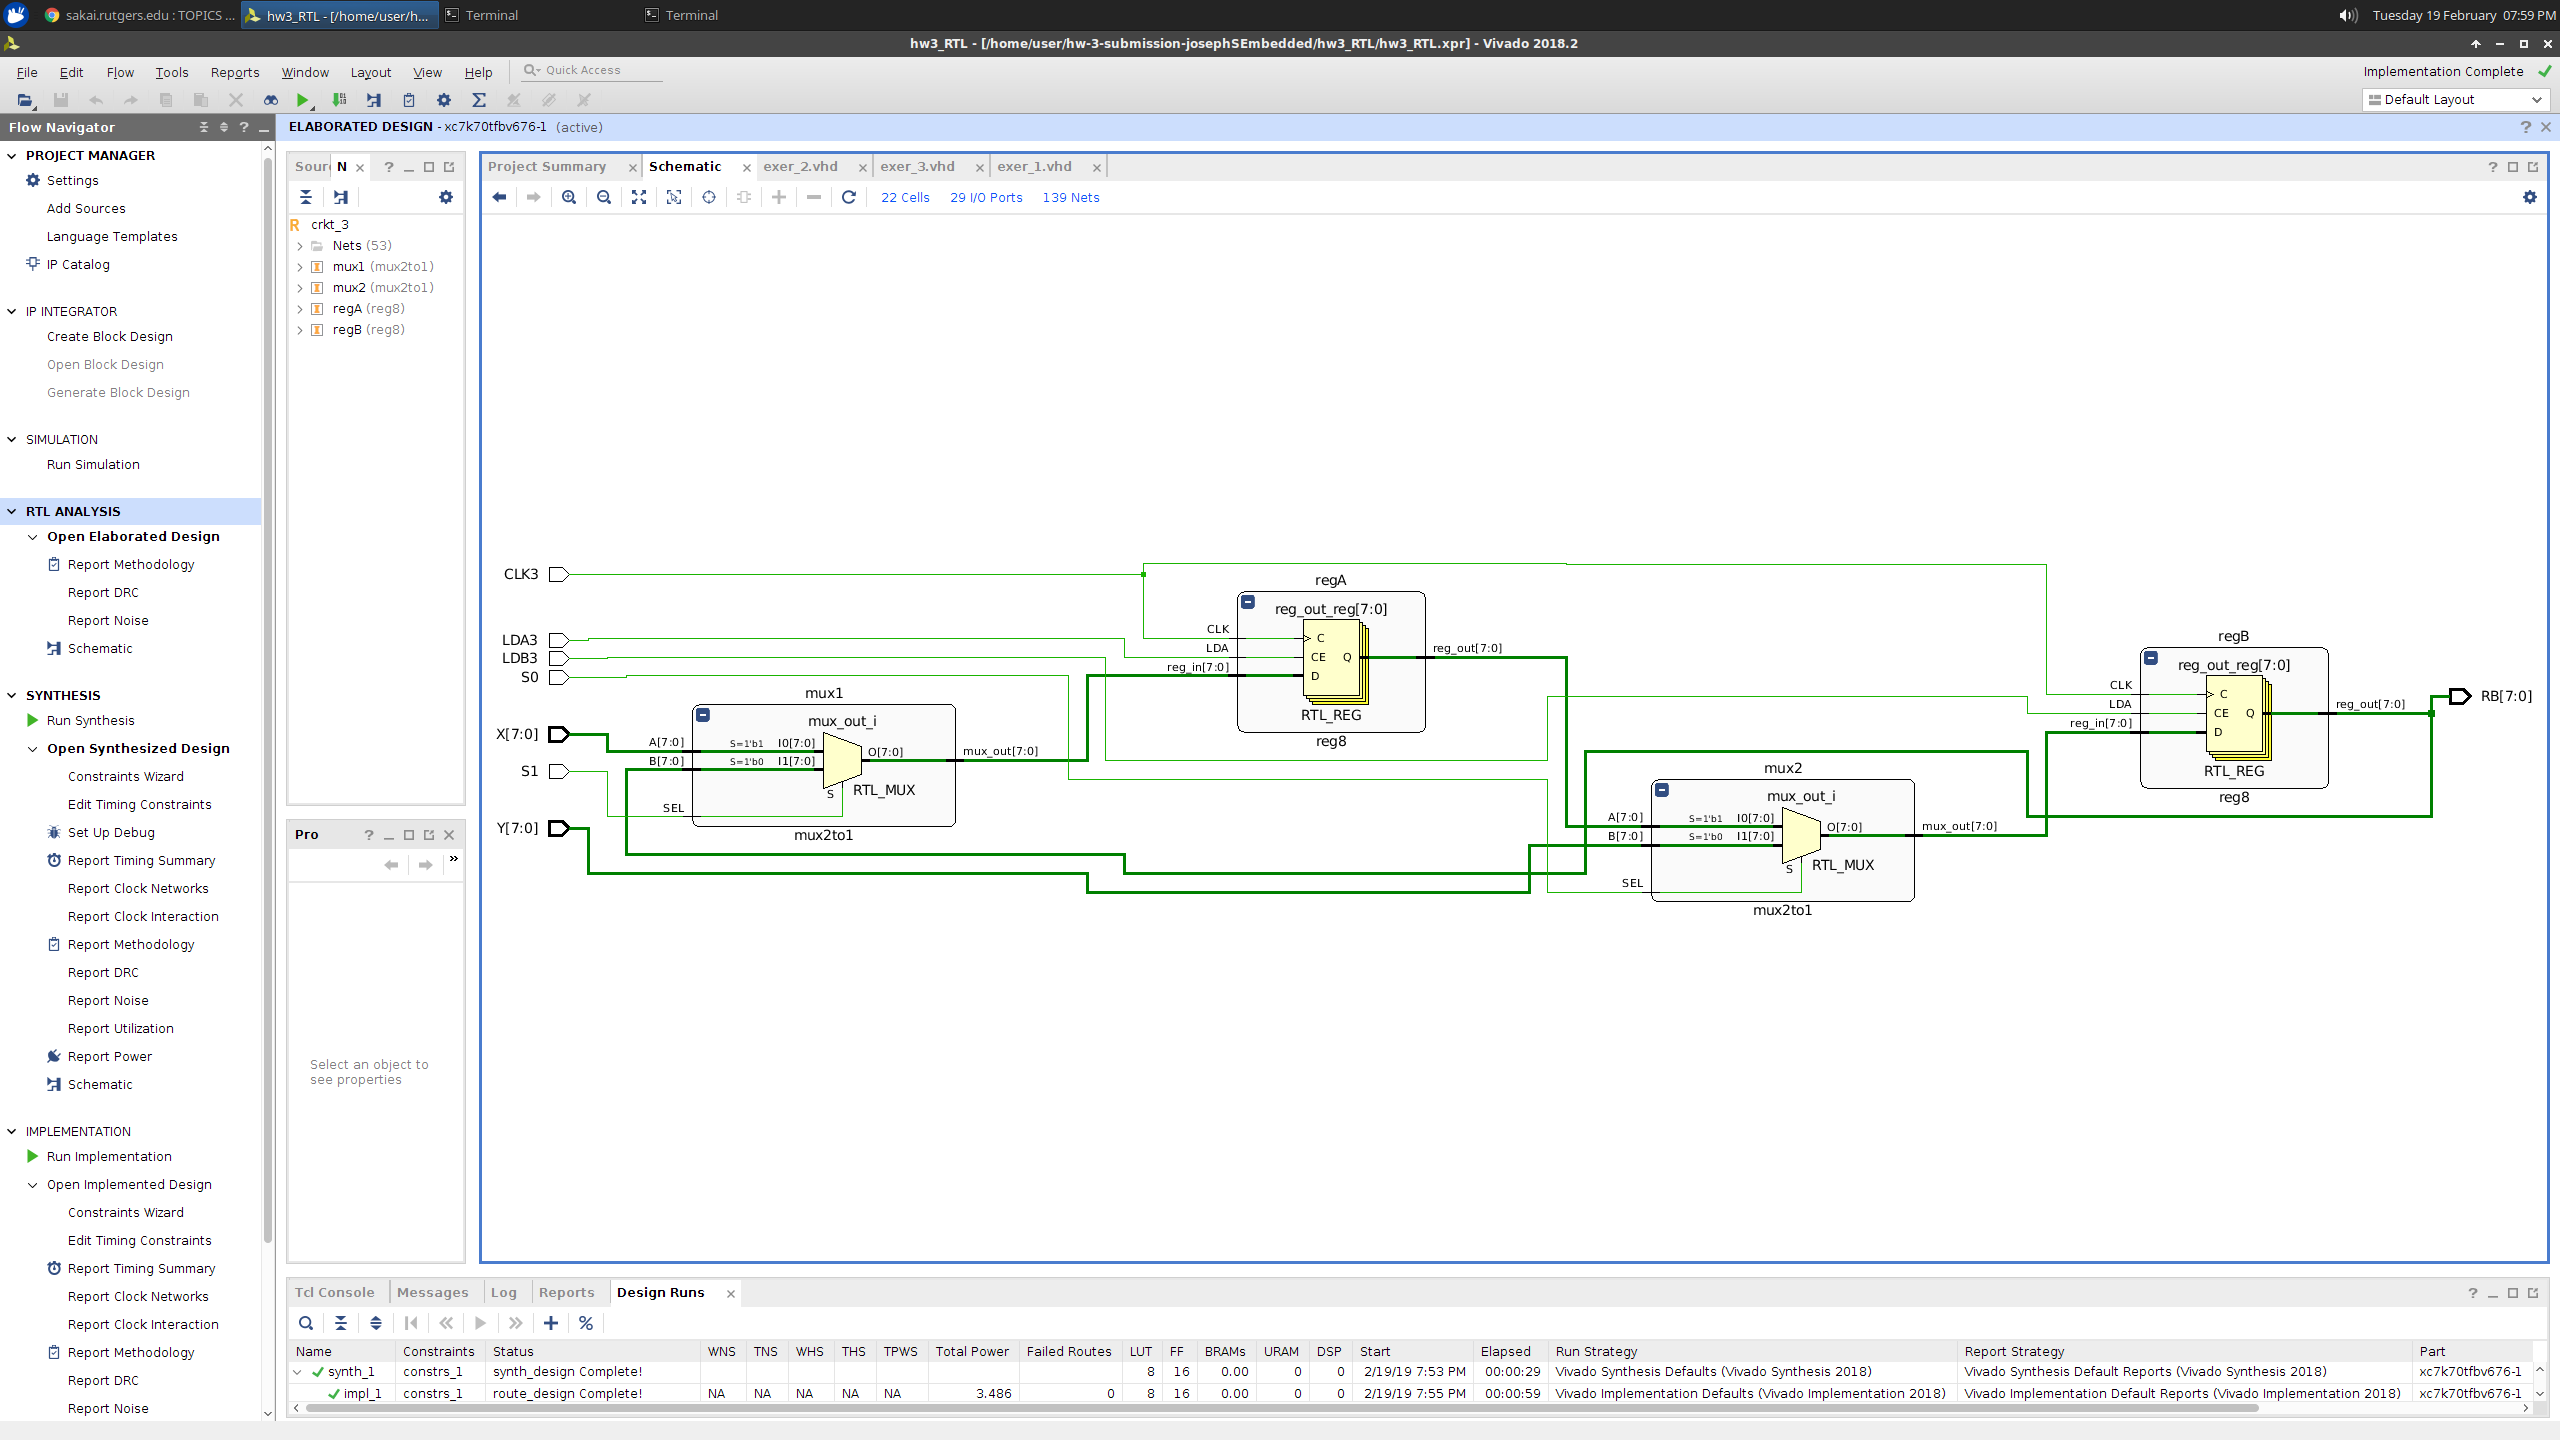 sakai.rutgers.edu : TOPICS ...
hw3_RTL - [/home/user/h...
Terminal
Terminal
Tuesday 19 February 07:59 PM
hw3_RTL - [/home/user/hw-3-submission-josephSEmbedded/hw3_RTL/hw3_RTL.xpr] - Vivado 2018.2
File Edit Flow Tools Reports Window Layout View Help
Quick Access
Implementation Complete
Default Layout
Flow Navigator
ELABORATED DESIGN - xc7k70tfbv676-1 (active)
PROJECT MANAGER
Settings
Add Sources
Language Templates
IP Catalog
IP INTEGRATOR
Create Block Design
Open Block Design
Generate Block Design
SIMULATION
Run Simulation
RTL ANALYSIS
Open Elaborated Design
Report Methodology
Report DRC
Report Noise
Schematic
SYNTHESIS
Run Synthesis
Open Synthesized Design
Constraints Wizard
Edit Timing Constraints
Set Up Debug
Report Timing Summary
Report Clock Networks
Report Clock Interaction
Report Methodology
Report DRC
Report Noise
Report Utilization
Report Power
Schematic
IMPLEMENTATION
Run Implementation
Open Implemented Design
Constraints Wizard
Edit Timing Constraints
Report Timing Summary
Report Clock Networks
Report Clock Interaction
Report Methodology
Report DRC
Report Noise
Sour N
crkt_3
Nets (53)
mux1 (mux2to1)
mux2 (mux2to1)
regA (reg8)
regB (reg8)
Pro
Select an object to
see properties
Project Summary Schematic exer_2.vhd exer_3.vhd exer_1.vhd
22 Cells 29 I/O Ports 139 Nets
CLK3
LDA3
LDB3
S0
X[7:0]
S1
Y[7:0]
mux1
mux_out_i
A[7:0] S=1'b1 I0[7:0]
B[7:0] S=1'b0 I1[7:0]
O[7:0]
mux_out[7:0]
S
RTL_MUX
SEL
mux2to1
regA
reg_out_reg[7:0]
CLK C
LDA CE Q
reg_in[7:0] D
reg_out[7:0]
RTL_REG
reg8
mux2
mux_out_i
A[7:0] S=1'b1 I0[7:0]
B[7:0] S=1'b0 I1[7:0]
O[7:0]
mux_out[7:0]
S
RTL_MUX
SEL
mux2to1
regB
reg_out_reg[7:0]
CLK C
LDA CE Q
reg_in[7:0] D
reg_out[7:0]
RTL_REG
reg8
RB[7:0]
Tcl Console Messages Log Reports Design Runs
Name Constraints Status WNS TNS WHS THS TPWS Total Power Failed Routes LUT FF BRAMs URAM DSP Start Elapsed Run Strategy Report Strategy Part
synth_1 constrs_1 synth_design Complete! 8 16 0.00 0 0 2/19/19 7:53 PM 00:00:29 Vivado Synthesis Defaults (Vivado Synthesis 2018) Vivado Synthesis Default Reports (Vivado Synthesis 2018) xc7k70tfbv676-1
impl_1 constrs_1 route_design Complete! NA NA NA NA NA 3.486 0 8 16 0.00 0 0 2/19/19 7:55 PM 00:00:59 Vivado Implementation Defaults (Vivado Implementation 2018) Vivado Implementation Default Reports (Vivado Implementation 2018) xc7k70tfbv676-1